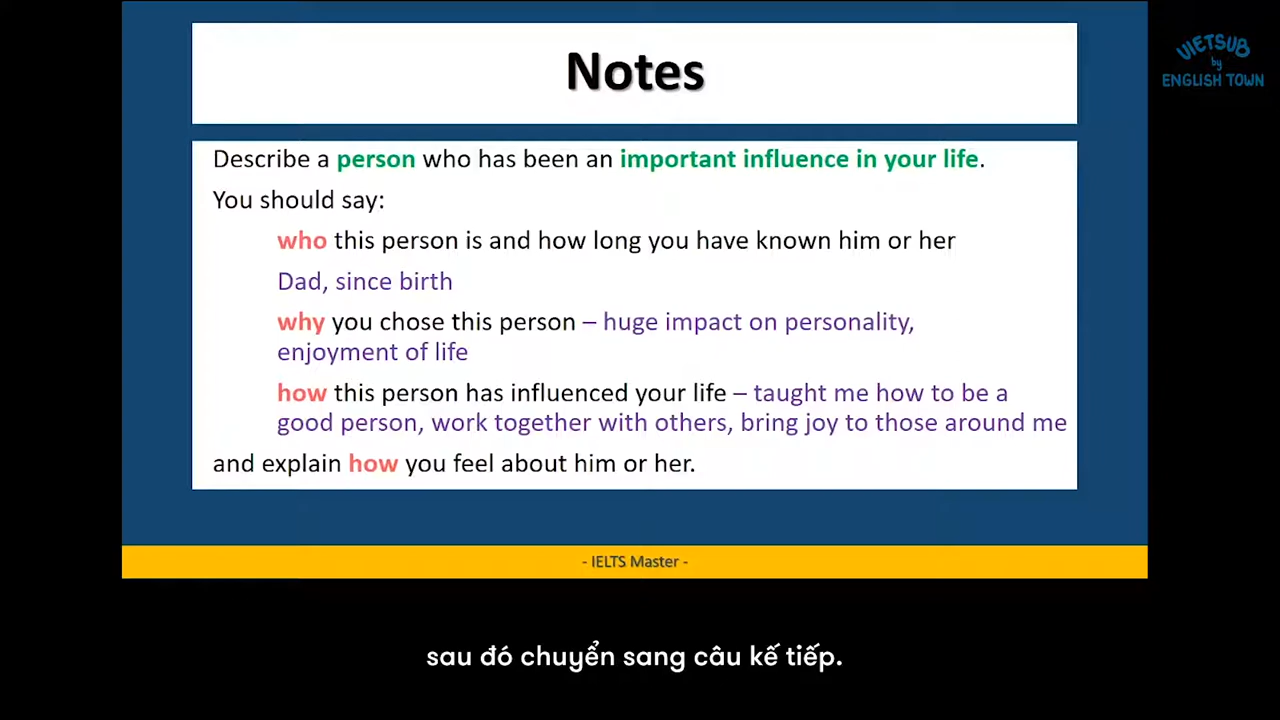 VIETSUB
by
ENGLISH TOWN
Notes
Describe a person who has been an important influence in your life.
You should say:
who this person is and how long you have known him or her
Dad, since birth
why you chose this person – huge impact on personality,
enjoyment of life
how this person has influenced your life – taught me how to be a
good person, work together with others, bring joy to those around me
and explain how you feel about him or her.
- IELTS Master -
sau đó chuyển sang câu kế tiếp.